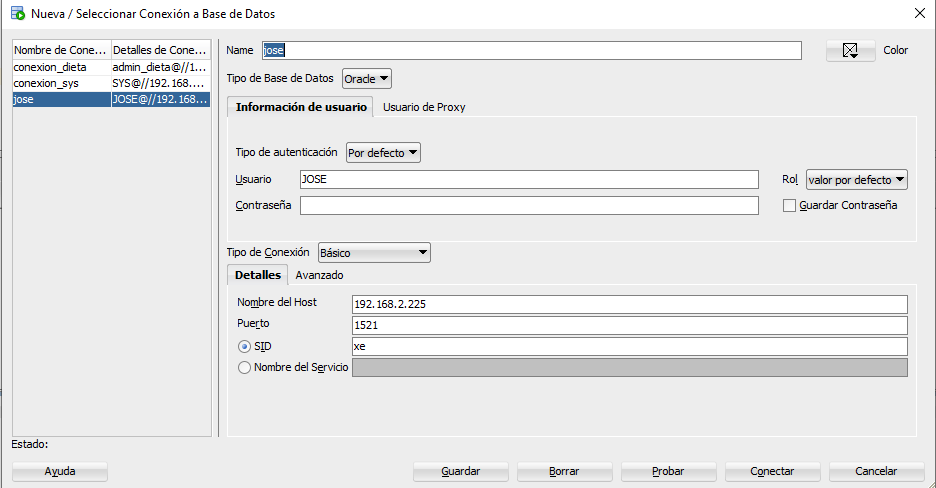 Nueva / Seleccionar Conexión a Base de Datos
Nombre de Cone... Detalles de Cone...
conexion_dieta admin_dieta@//1...
conexion_sys SYS@//192.168....
jose JOSE@//192.168...
Name jose Color
Tipo de Base de Datos Oracle
Información de usuario Usuario de Proxy
Tipo de autenticación Por defecto
Usuario JOSE Rol valor por defecto
Contraseña Guardar Contraseña
Tipo de Conexión Básico
Detalles Avanzado
Nombre del Host 192.168.2.225
Puerto 1521
SID xe
Nombre del Servicio
Estado:
Ayuda Guardar Borrar Probar Conectar Cancelar